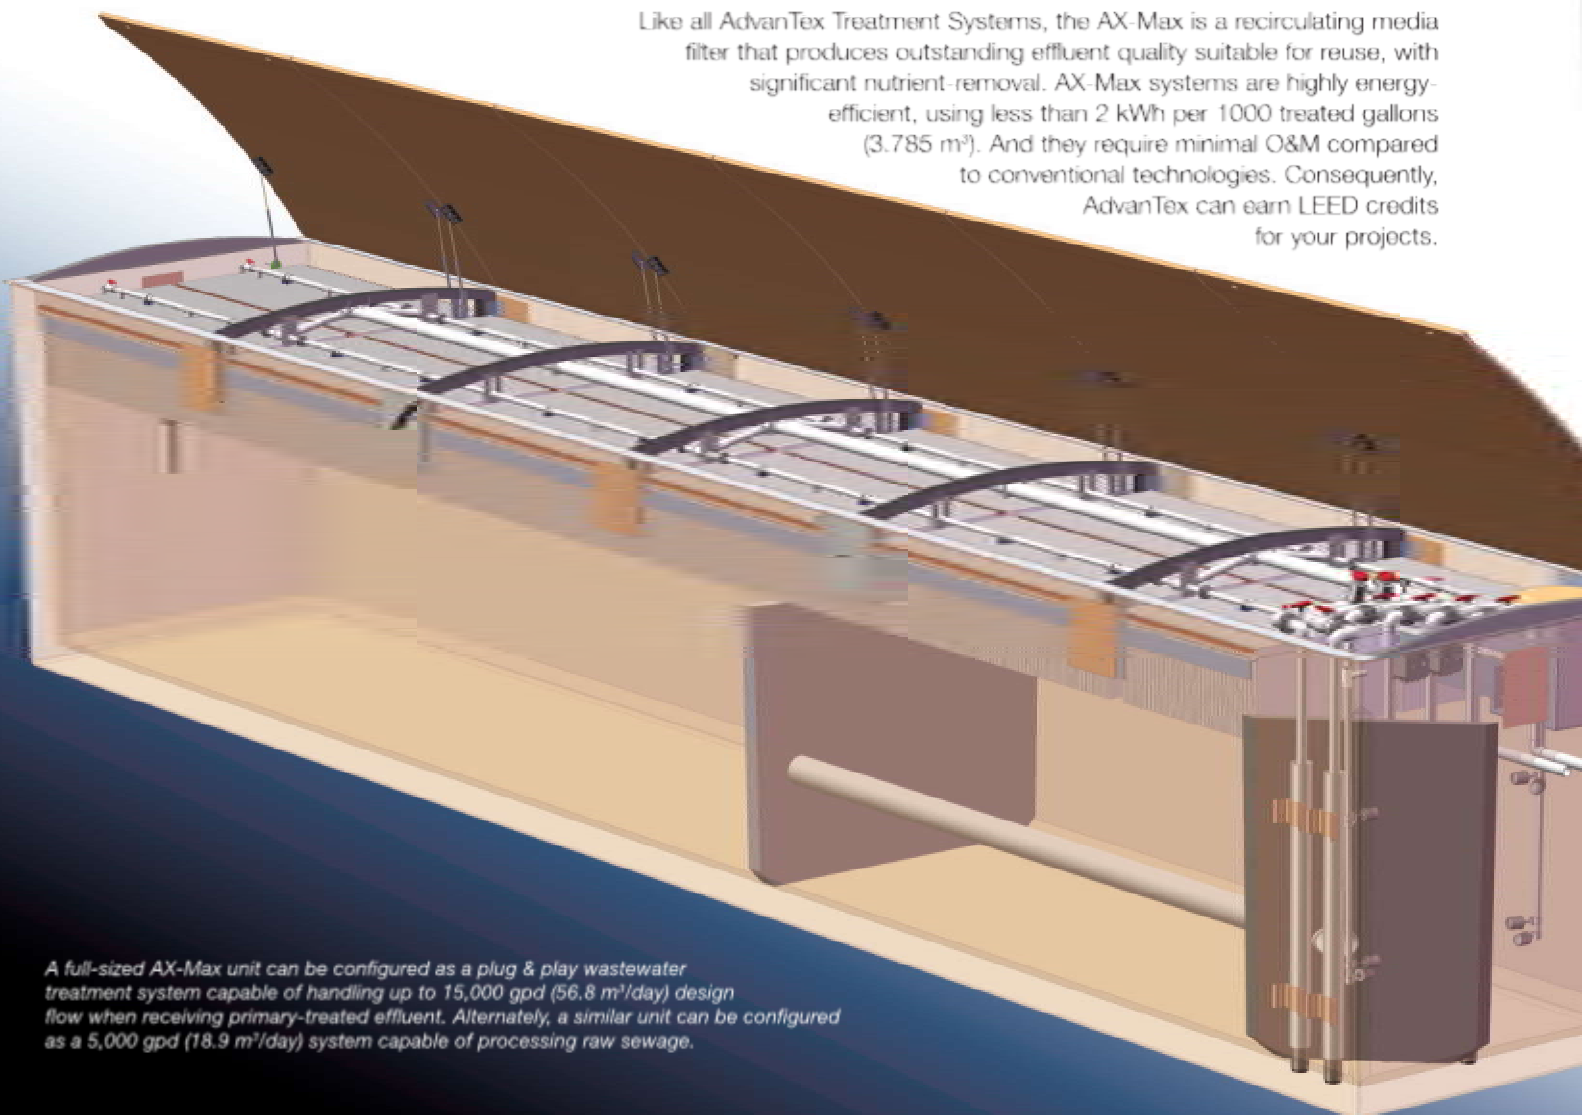 Like all AdvanTex Treatment Systems, the AX-Max is a recirculating media
filter that produces outstanding effluent quality suitable for reuse, with
significant nutrient-removal. AX-Max systems are highly energy-
efficient, using less than 2 kWh per 1000 treated gallons
(3.785 m³). And they require minimal O&M compared
to conventional technologies. Consequently,
AdvanTex can earn LEED credits
for your projects.
A full-sized AX-Max unit can be configured as a plug & play wastewater
treatment system capable of handling up to 15,000 gpd (56.8 m³/day) design
flow when receiving primary-treated effluent. Alternately, a similar unit can be configured
as a 5,000 gpd (18.9 m³/day) system capable of processing raw sewage.